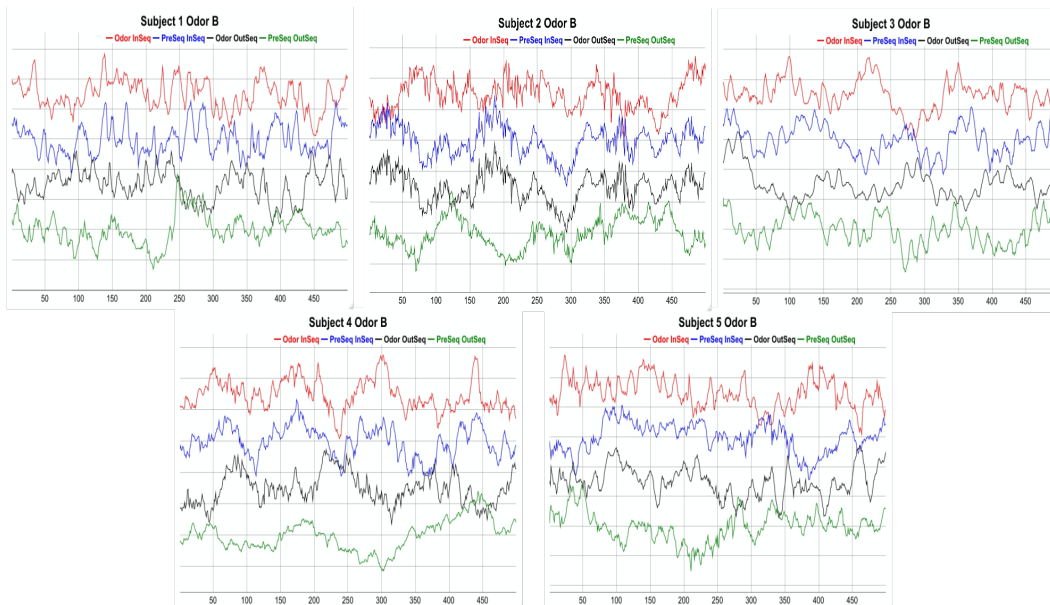 Subject 1 Odor B
Odor InSeq PreSeq InSeq Odor OutSeq PreSeq OutSeq
50 100 150 200 250 300 350 400 450
Subject 2 Odor B
Odor InSeq PreSeq InSeq Odor OutSeq PreSeq OutSeq
50 100 150 200 250 300 350 400 450
Subject 3 Odor B
Odor InSeq PreSeq InSeq Odor OutSeq PreSeq OutSeq
50 100 150 200 250 300 350 400 450
Subject 4 Odor B
Odor InSeq PreSeq InSeq Odor OutSeq PreSeq OutSeq
50 100 150 200 250 300 350 400 450
Subject 5 Odor B
Odor InSeq PreSeq InSeq Odor OutSeq PreSeq OutSeq
50 100 150 200 250 300 350 400 450